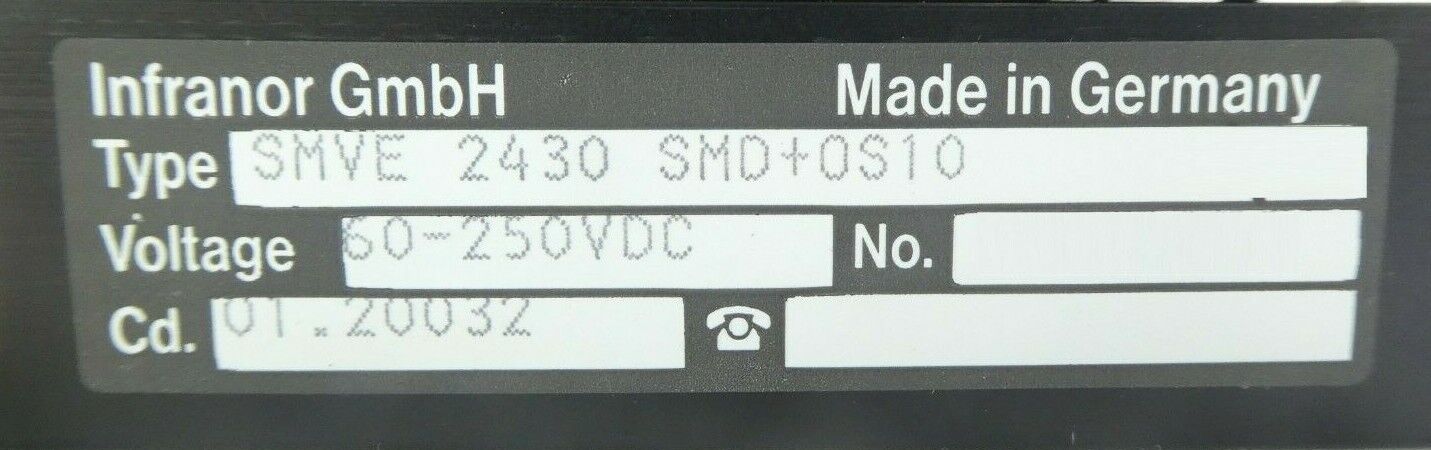 Infranor GmbH Made in Germany
Type SMVE 2430 SMD+OS10
Voltage 60-250VDC No.
Cd. 01.20032